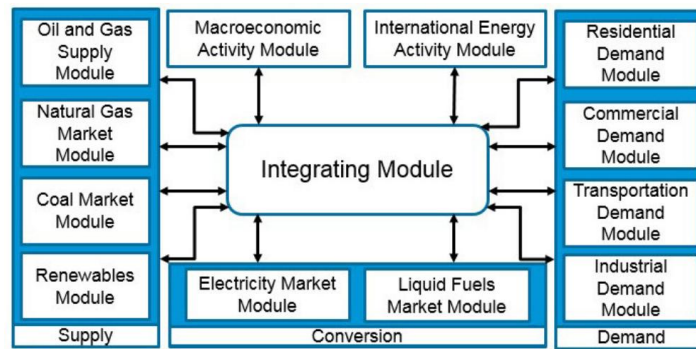 Oil and Gas
Supply
Module
Natural Gas
Market
Module
Coal Market
Module
Renewables
Module
Supply
Macroeconomic
Activity Module
International Energy
Activity Module
Integrating Module
Electricity Market
Module
Liquid Fuels
Market Module
Conversion
Residential
Demand
Module
Commercial
Demand
Module
Transportation
Demand
Module
Industrial
Demand
Module
Demand